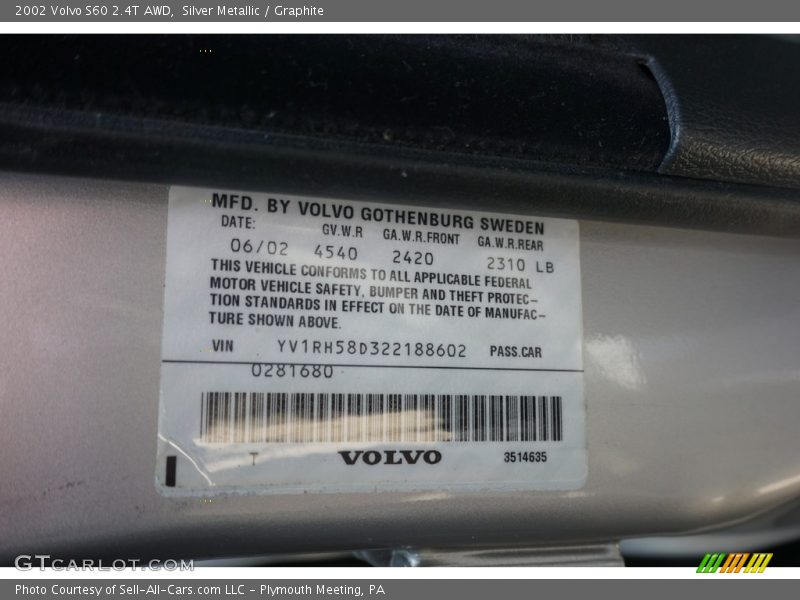 2002 Volvo S60 2.4T AWD,  Silver Metallic / Graphite
MFD. BY VOLVO GOTHENBURG SWEDEN
DATE: GV.W.R GA.W.R.FRONT GA.W.R.REAR
06/02 4540 2420 2310 LB
THIS VEHICLE CONFORMS TO ALL APPLICABLE FEDERAL
MOTOR VEHICLE SAFETY, BUMPER AND THEFT PROTEC-
TION STANDARDS IN EFFECT ON THE DATE OF MANUFAC-
TURE SHOWN ABOVE.
VIN YV1RH58D322188602 PASS.CAR
0281680
T VOLVO 3514635
GTCARLOT.COM
Photo Courtesy of Sell-All-Cars.com LLC - Plymouth Meeting, PA